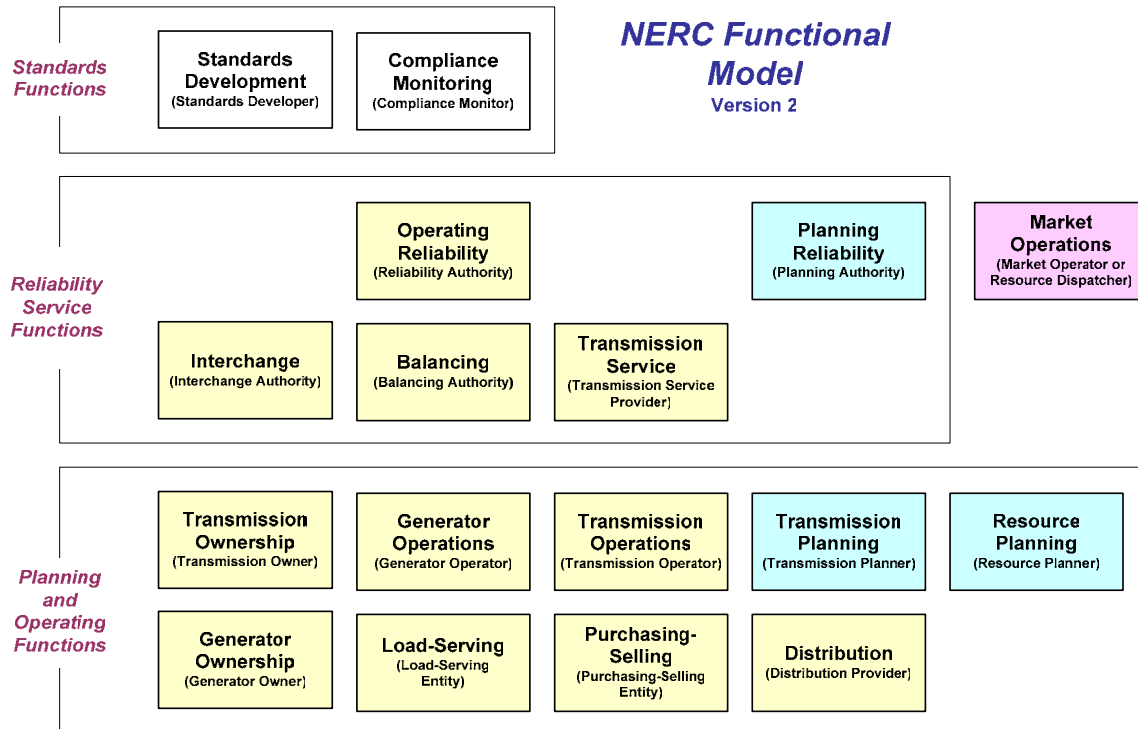 NERC Functional
Model
Version 2
Standards
Functions
Standards
Development
(Standards Developer)
Compliance
Monitoring
(Compliance Monitor)
Reliability
Service
Functions
Operating
Reliability
(Reliability Authority)
Planning
Reliability
(Planning Authority)
Market
Operations
(Market Operator or
Resource Dispatcher)
Interchange
(Interchange Authority)
Balancing
(Balancing Authority)
Transmission
Service
(Transmission Service
Provider)
Planning
and
Operating
Functions
Transmission
Ownership
(Transmission Owner)
Generator
Operations
(Generator Operator)
Transmission
Operations
(Transmission Operator)
Transmission
Planning
(Transmission Planner)
Resource
Planning
(Resource Planner)
Generator
Ownership
(Generator Owner)
Load-Serving
(Load-Serving
Entity)
Purchasing-
Selling
(Purchasing-Selling
Entity)
Distribution
(Distribution Provider)